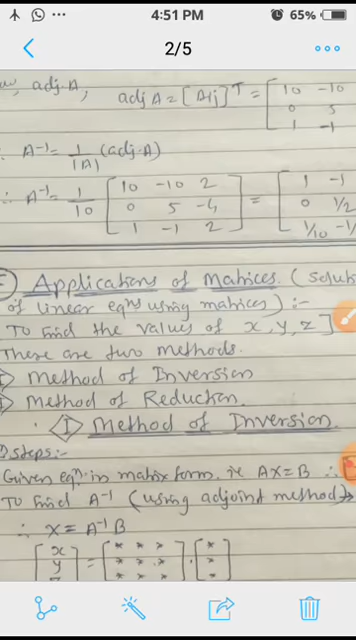 4:51 PM 65%
2/5
adj.A,
adj A = [Aij]ᵀ = [ 10 -10
0 5
1 -1
∴ A⁻¹ = 1/|A| (adj.A)
∴ A⁻¹ = 1/10 [ 10 -10 2 ] = [ 1 -1
0 5 -4 0 1/2
1 -1 2 1/10 -1/
Applications of Matrices. (Solut
of linear eqⁿˢ using matrices) :-
To find the values of x, y, z]
There are two methods.
Method of Inversion
Method of Reduction.
I Method of Inversion.
steps:-
Given eqⁿ in matrix form. ie AX=B ∴
To find A⁻¹ (using adjoint method)
∴ X = A⁻¹B
[ x ] = [ * * * ] . [ * ]
y * * * *
* * * *